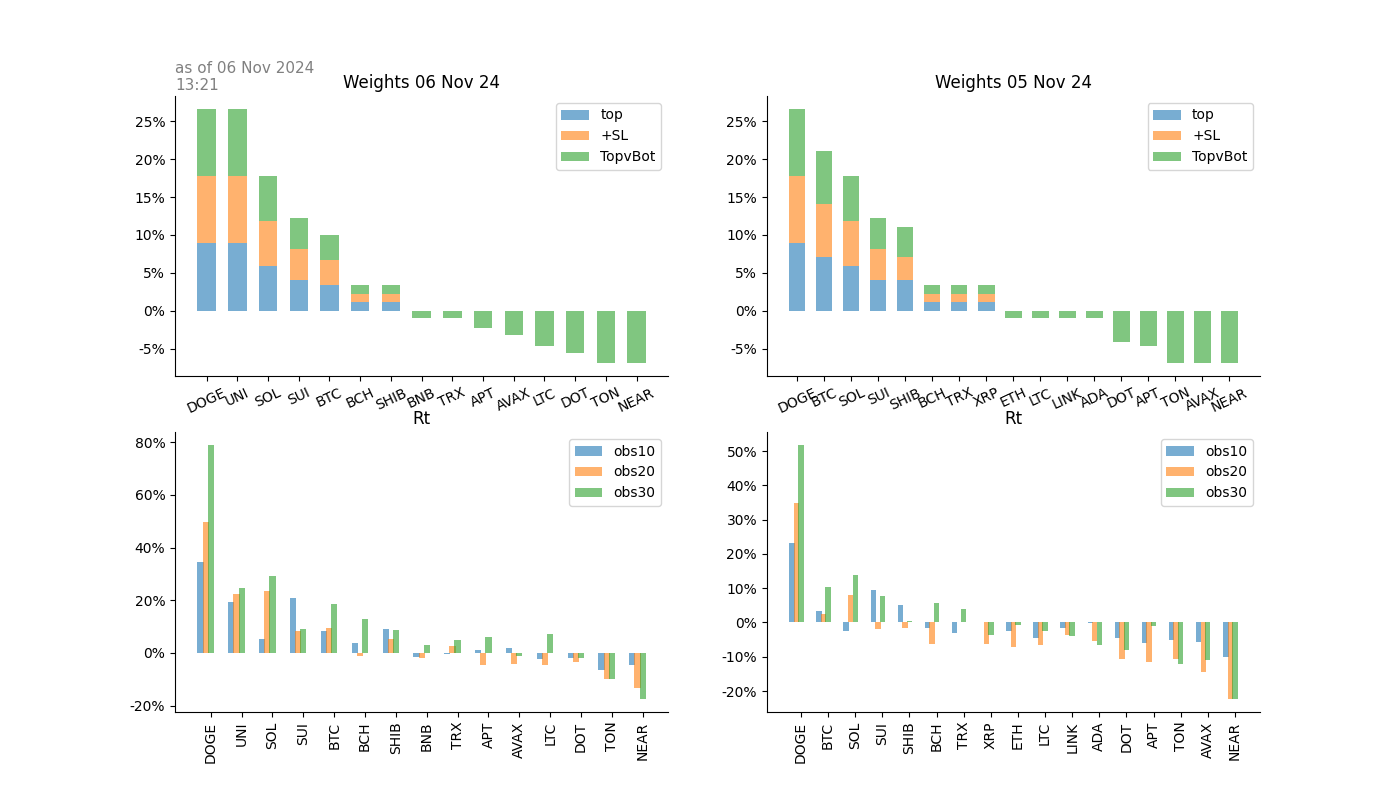 as of 06 Nov 2024
13:21
Weights 06 Nov 24
25%
20%
15%
10%
5%
0%
-5%
top
+SL
TopvBot
DOGE UNI SOL SUI BTC BCH SHIB BNB TRX APT AVAX LTC DOT TON NEAR
Weights 05 Nov 24
25%
20%
15%
10%
5%
0%
-5%
top
+SL
TopvBot
DOGE BTC SOL SUI SHIB BCH TRX XRP ETH LTC LINK ADA DOT APT TON AVAX NEAR
Rt
80%
60%
40%
20%
0%
-20%
obs10
obs20
obs30
DOGE UNI SOL SUI BTC BCH SHIB BNB TRX APT AVAX LTC DOT TON NEAR
Rt
50%
40%
30%
20%
10%
0%
-10%
-20%
obs10
obs20
obs30
DOGE BTC SOL SUI SHIB BCH TRX XRP ETH LTC LINK ADA DOT APT TON AVAX NEAR